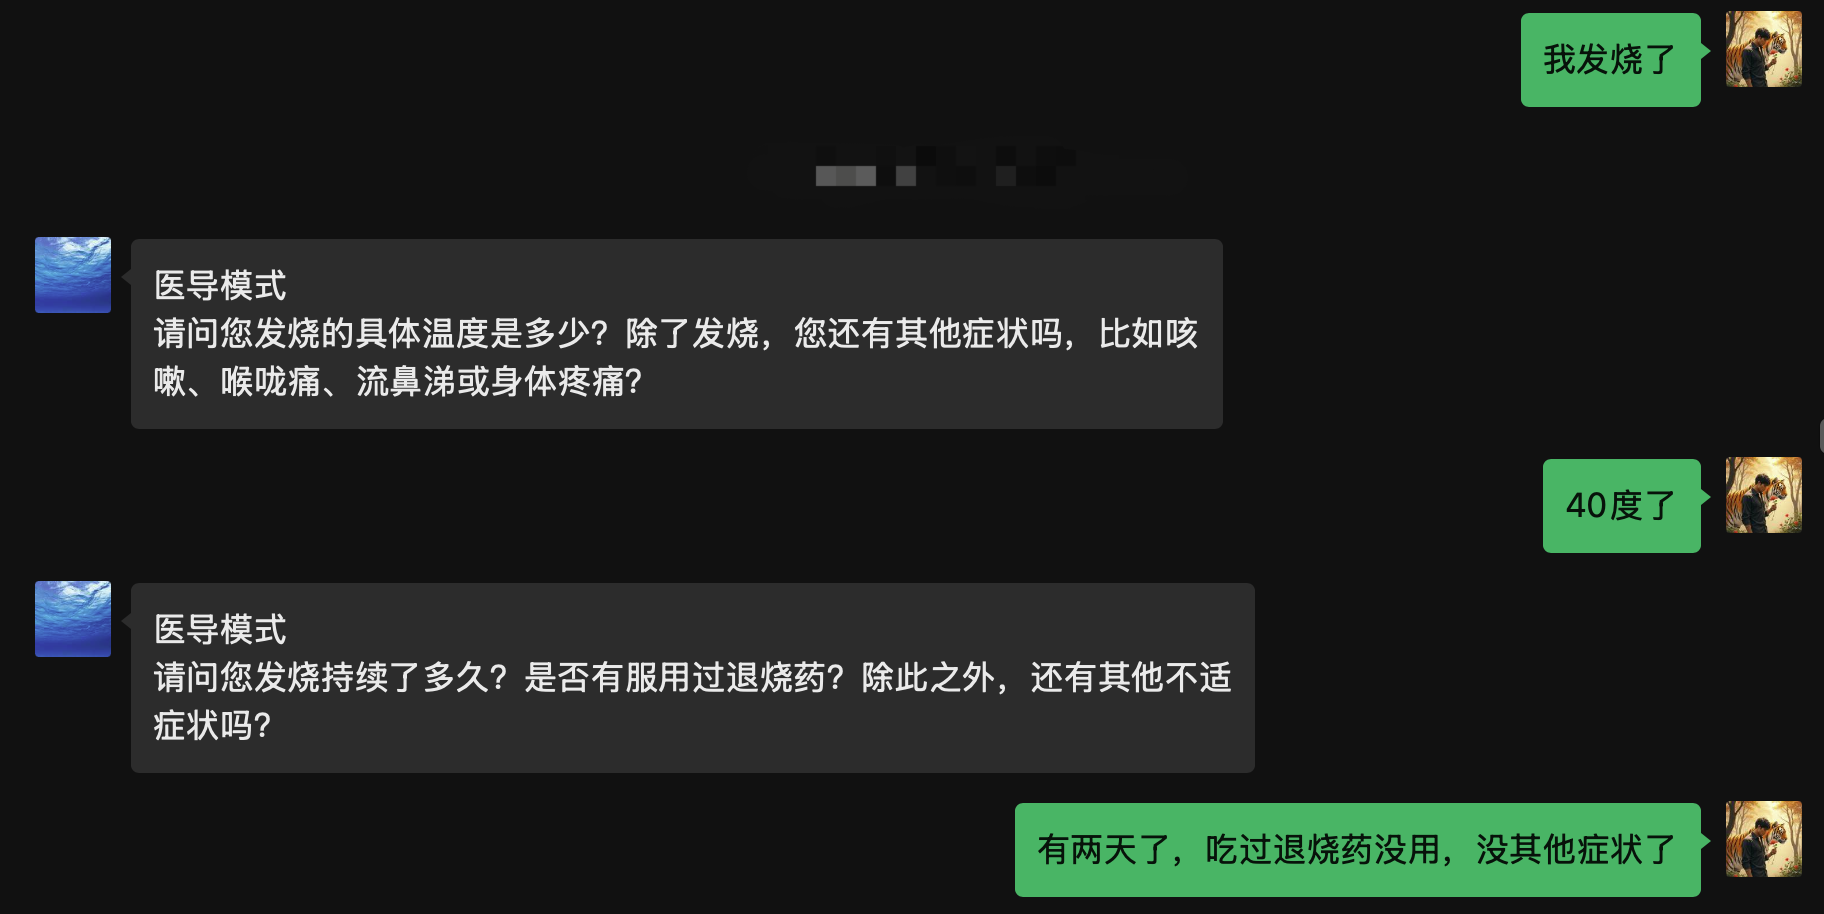 我发烧了
医导模式
请问您发烧的具体温度是多少？除了发烧，您还有其他症状吗，比如咳
嗽、喉咙痛、流鼻涕或身体疼痛？
40度了
医导模式
请问您发烧持续了多久？是否有服用过退烧药？除此之外，还有其他不适
症状吗？
有两天了，吃过退烧药没用，没其他症状了